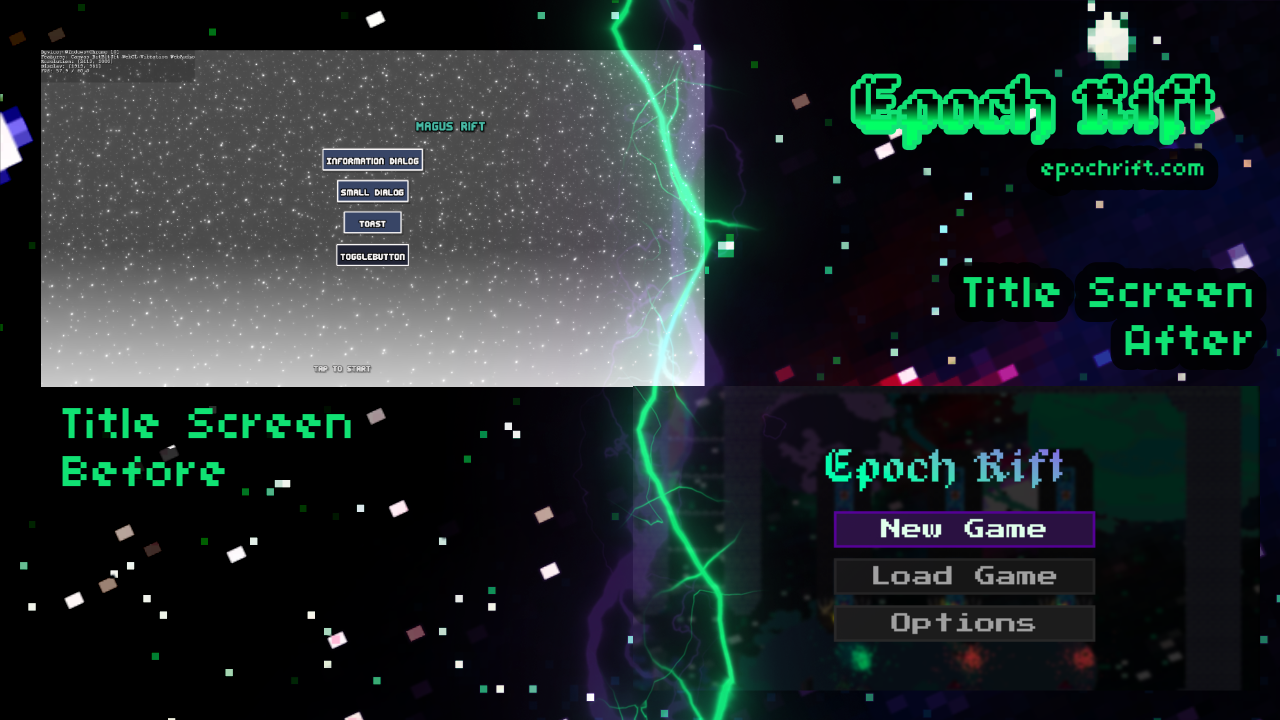 MAGUS RIFT
INFORMATION DIALOG
SMALL DIALOG
TOAST
TOGGLEBUTTON
TAP TO START
Title Screen
Before
Epoch Rift
epochrift.com
Title Screen
After
Epoch Rift
New Game
Load Game
Options